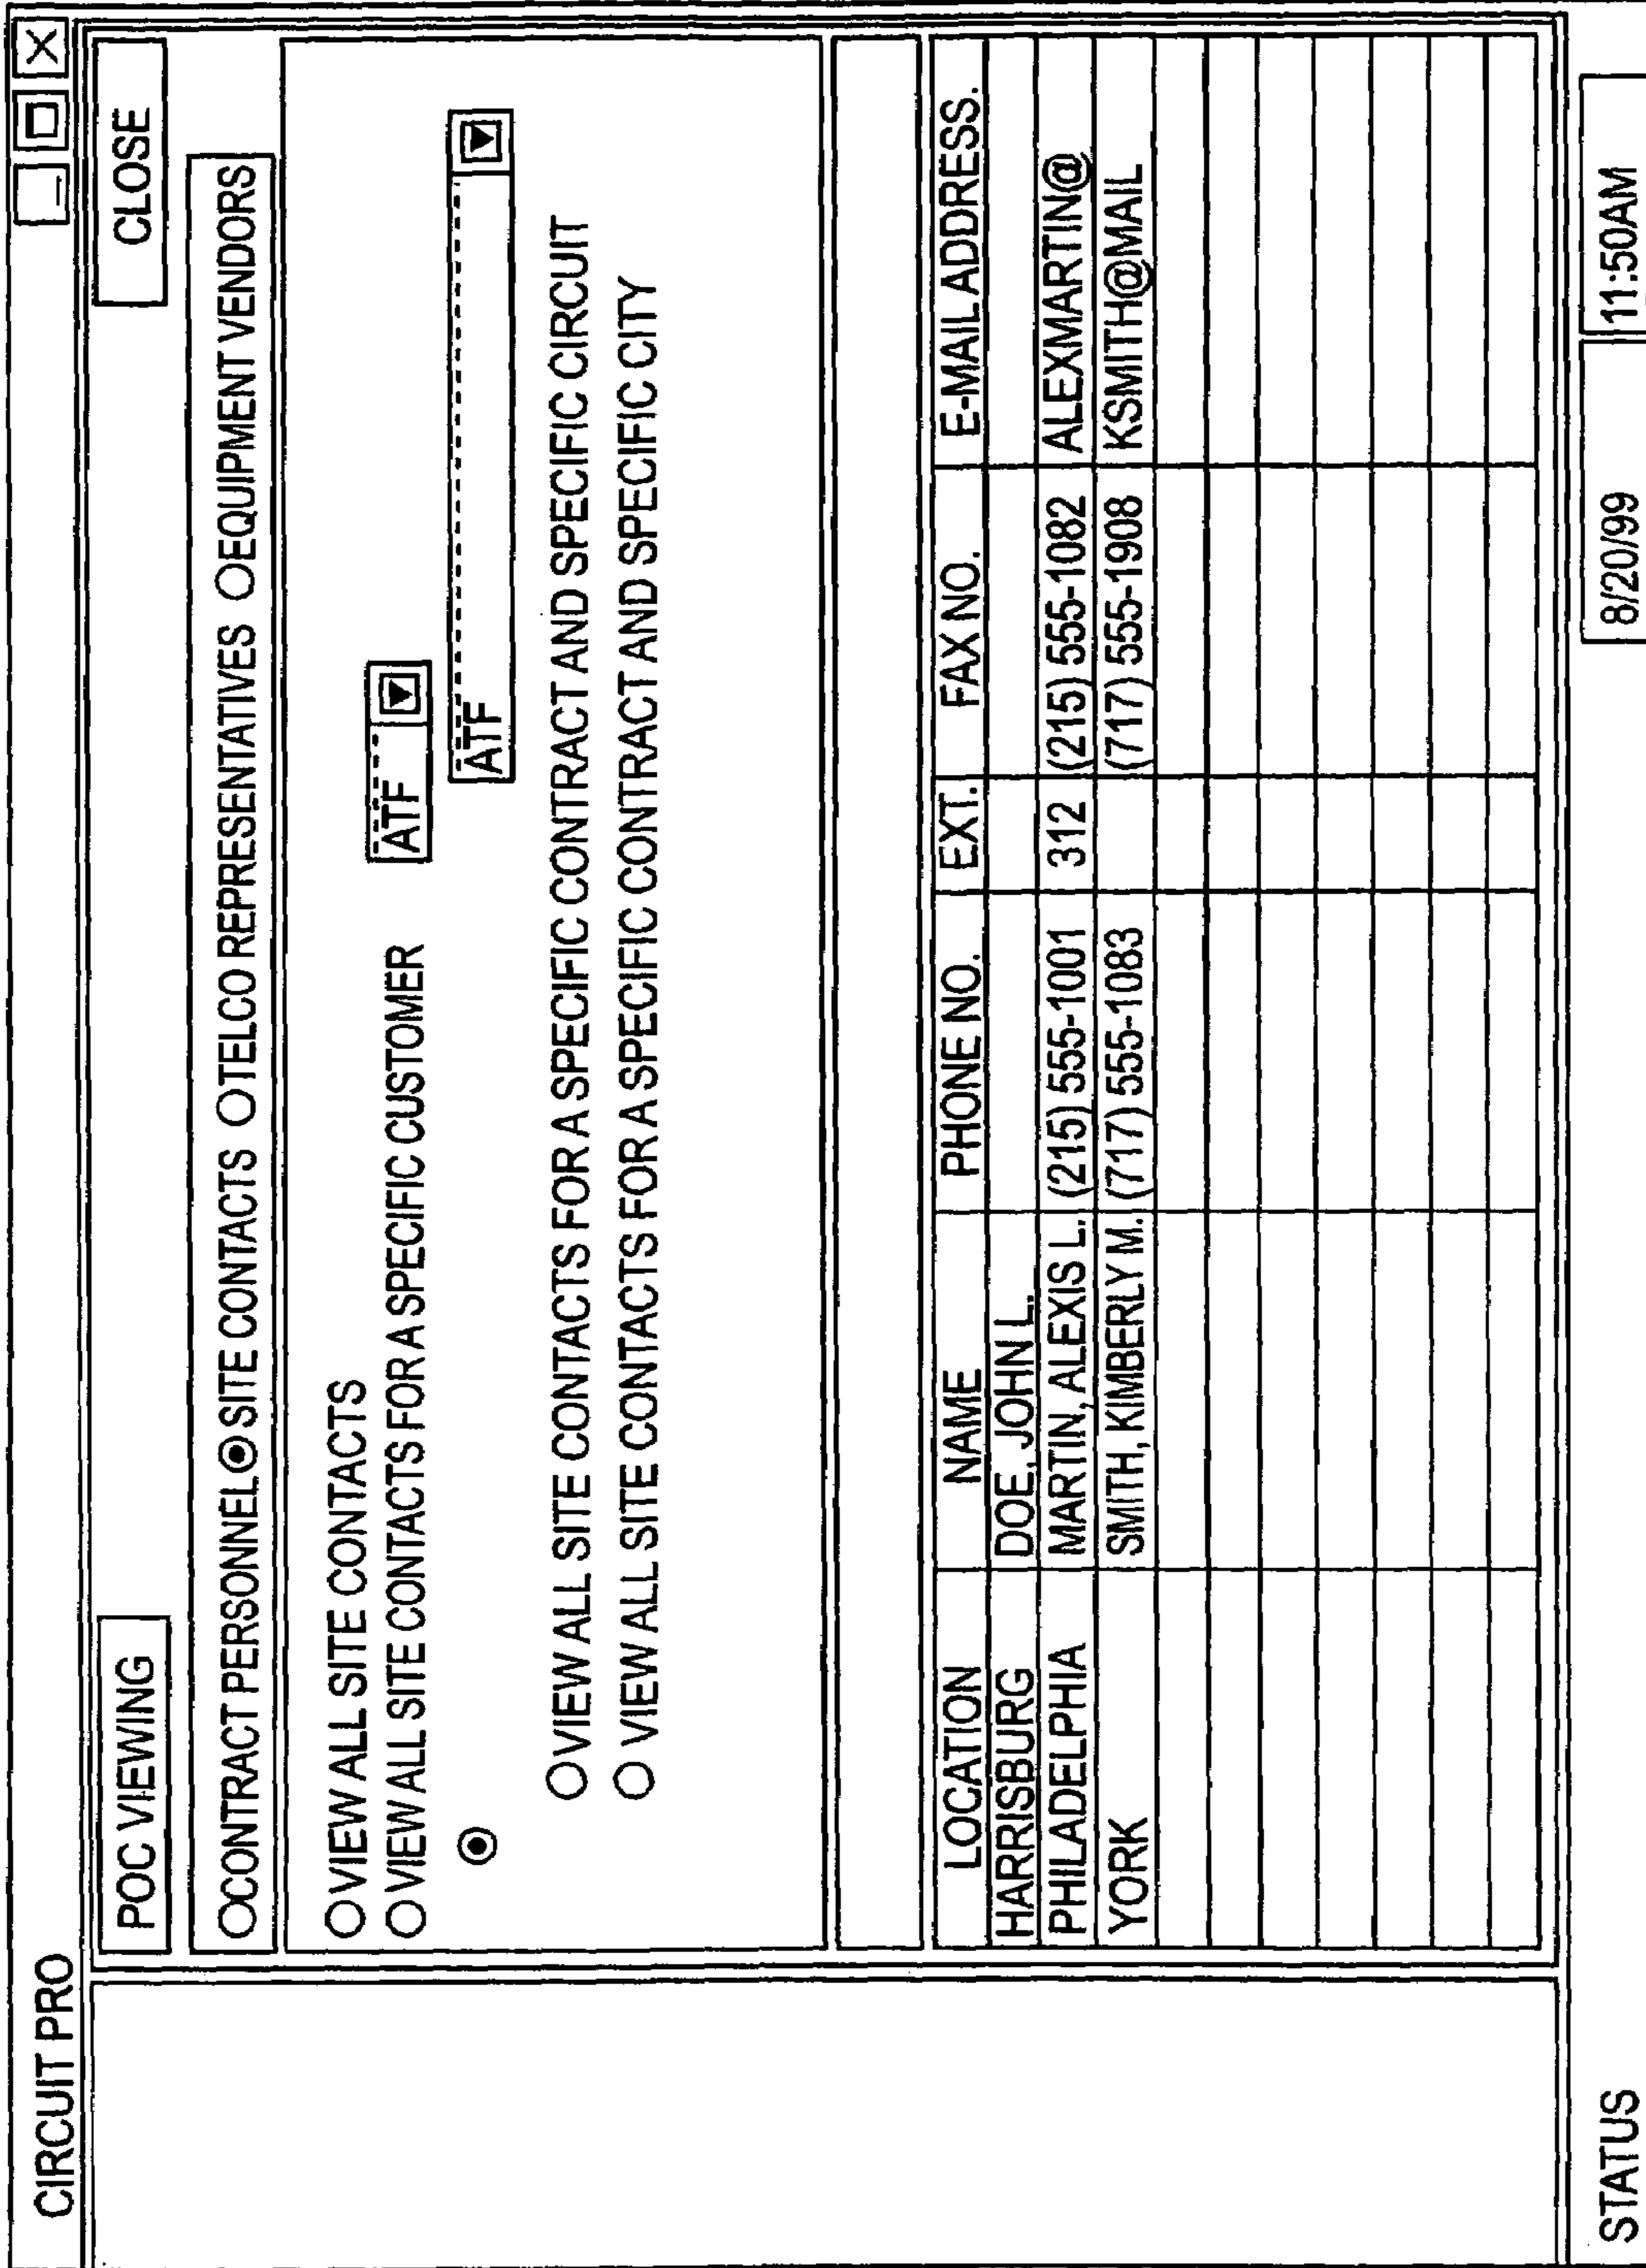 CIRCUIT PRO
POC VIEWING CLOSE
CONTRACT PERSONNEL SITE CONTACTS TELCO REPRESENTATIVES EQUIPMENT VENDORS
VIEW ALL SITE CONTACTS
VIEW ALL SITE CONTACTS FOR A SPECIFIC CUSTOMER ATF
ATF
VIEW ALL SITE CONTACTS FOR A SPECIFIC CONTRACT AND SPECIFIC CIRCUIT
VIEW ALL SITE CONTACTS FOR A SPECIFIC CONTRACT AND SPECIFIC CITY
LOCATION NAME PHONE NO. EXT. FAX NO. E-MAIL ADDRESS.
HARRISBURG DOE, JOHN L.
PHILADELPHIA MARTIN, ALEXIS L. (215) 555-1001 312 (215) 555-1082 ALEXMARTIN@
YORK SMITH, KIMBERLY M. (717) 555-1083 (717) 555-1908 KSMITH@MAIL
STATUS 8/20/99 11:50AM